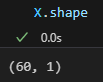 X.shape
✓ 0.0s
(60, 1)